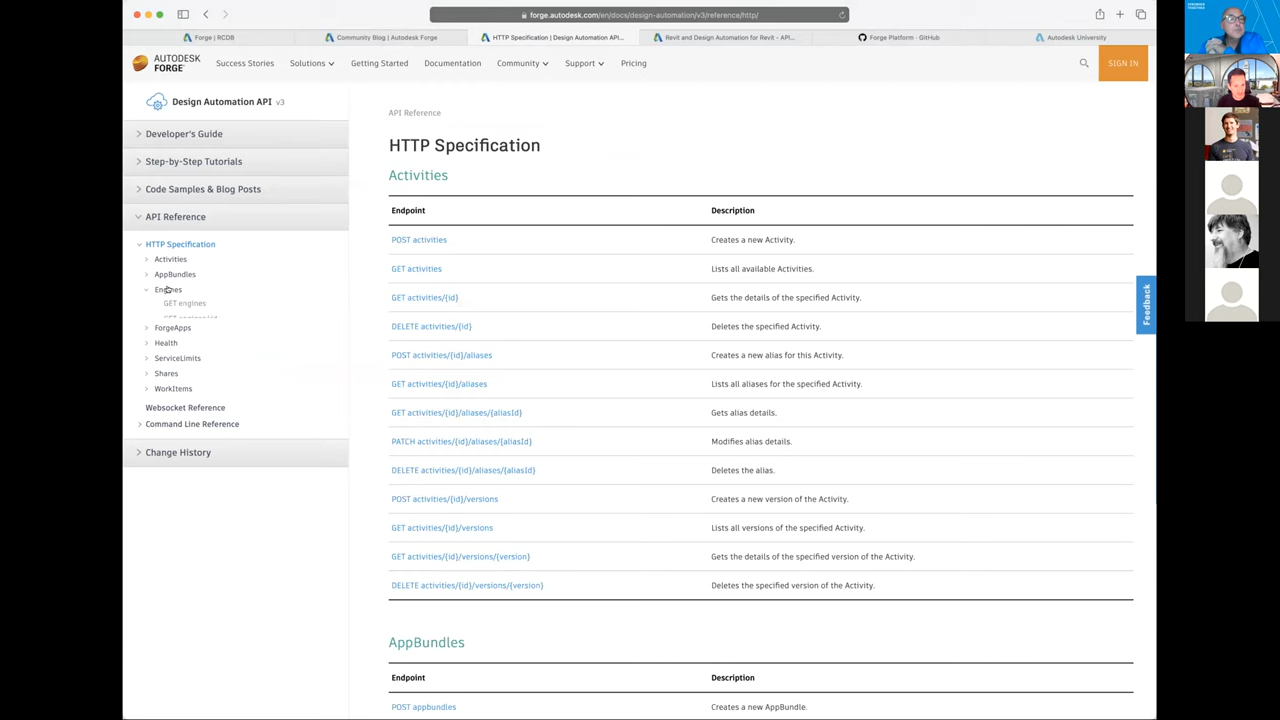 forge.autodesk.com/en/docs/design-automation/v3/reference/http/
Forge | RCDB
Community Blog | Autodesk Forge
HTTP Specification | Design Automation API...
Revit and Design Automation for Revit - API...
Forge Platform · GitHub
Autodesk University
AUTODESK
FORGE
Success Stories
Solutions
Getting Started
Documentation
Community
Support
Pricing
SIGN IN
Design Automation API v3
Developer's Guide
Step-by-Step Tutorials
Code Samples & Blog Posts
API Reference
HTTP Specification
Activities
AppBundles
Engines
GET engines
ForgeApps
Health
ServiceLimits
Shares
WorkItems
Websocket Reference
Command Line Reference
Change History
API Reference
HTTP Specification
Activities
Endpoint Description
POST activities Creates a new Activity.
GET activities Lists all available Activities.
GET activities/{id} Gets the details of the specified Activity.
DELETE activities/{id} Deletes the specified Activity.
POST activities/{id}/aliases Creates a new alias for this Activity.
GET activities/{id}/aliases Lists all aliases for the specified Activity.
GET activities/{id}/aliases/{aliasId} Gets alias details.
PATCH activities/{id}/aliases/{aliasId} Modifies alias details.
DELETE activities/{id}/aliases/{aliasId} Deletes the alias.
POST activities/{id}/versions Creates a new version of the Activity.
GET activities/{id}/versions Lists all versions of the specified Activity.
GET activities/{id}/versions/{version} Gets the details of the specified version of the Activity.
DELETE activities/{id}/versions/{version} Deletes the specified version of the Activity.
AppBundles
Endpoint Description
POST appbundles Creates a new AppBundle.
Feedback